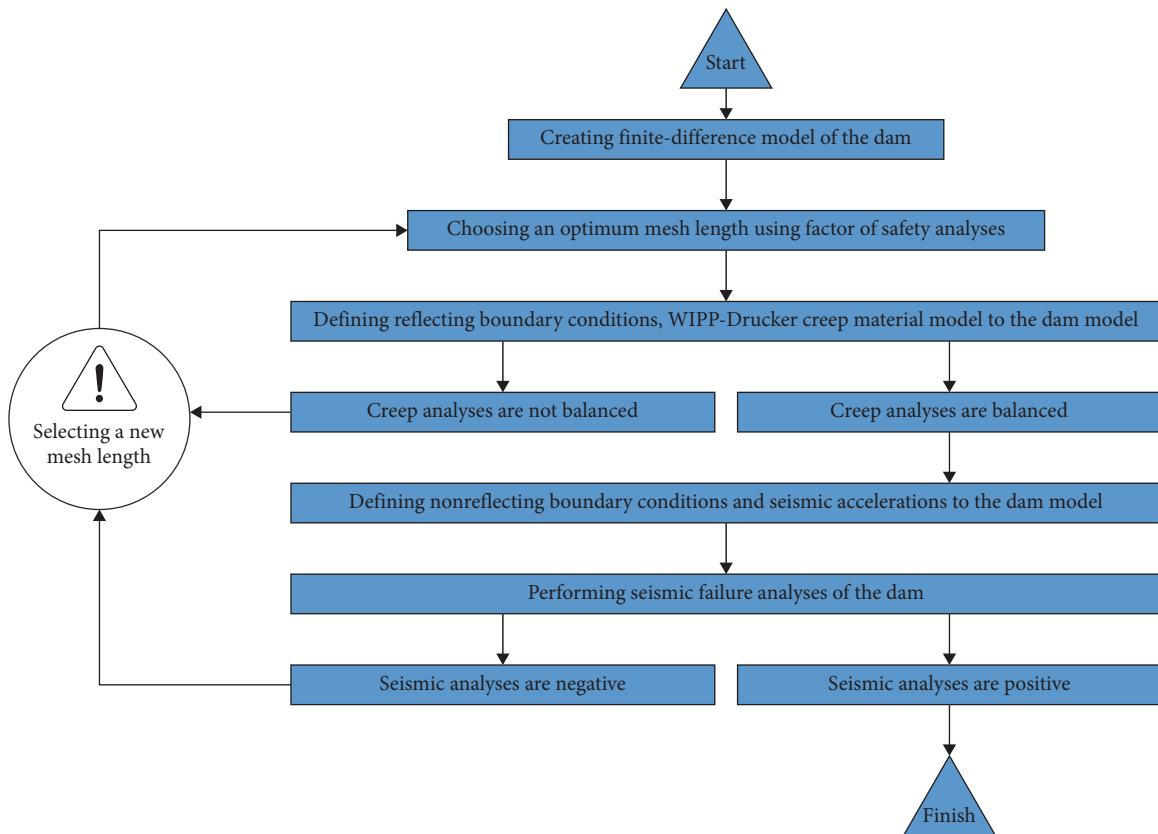 Start
Creating finite-difference model of the dam
Choosing an optimum mesh length using factor of safety analyses
Defining reflecting boundary conditions, WIPP-Drucker creep material model to the dam model
!
Selecting a new
mesh length
Creep analyses are not balanced
Creep analyses are balanced
Defining nonreflecting boundary conditions and seismic accelerations to the dam model
Performing seismic failure analyses of the dam
Seismic analyses are negative
Seismic analyses are positive
Finish